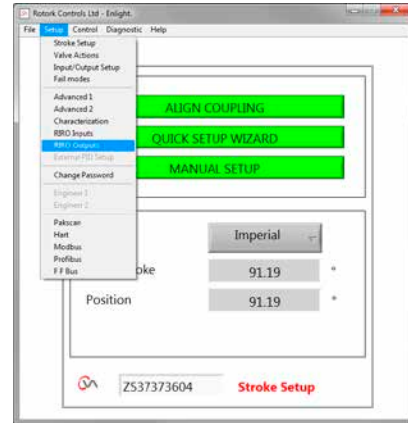 Rotork Controls Ltd - Enlight.
File Setup Control Diagnostic Help
Stroke Setup
Valve Actions
Input/Output Setup
Fail modes
Advanced 1
Advanced 2
Characterization
RIRO Inputs
RIRO Outputs
External PID Setup
Change Password
Engineer 1
Engineer 2
Pakscan
Hart
Modbus
Profibus
F F Bus
ALIGN COUPLING
QUICK SETUP WIZARD
MANUAL SETUP
Imperial
oke 91.19 °
Position 91.19 °
ZS37373604 Stroke Setup